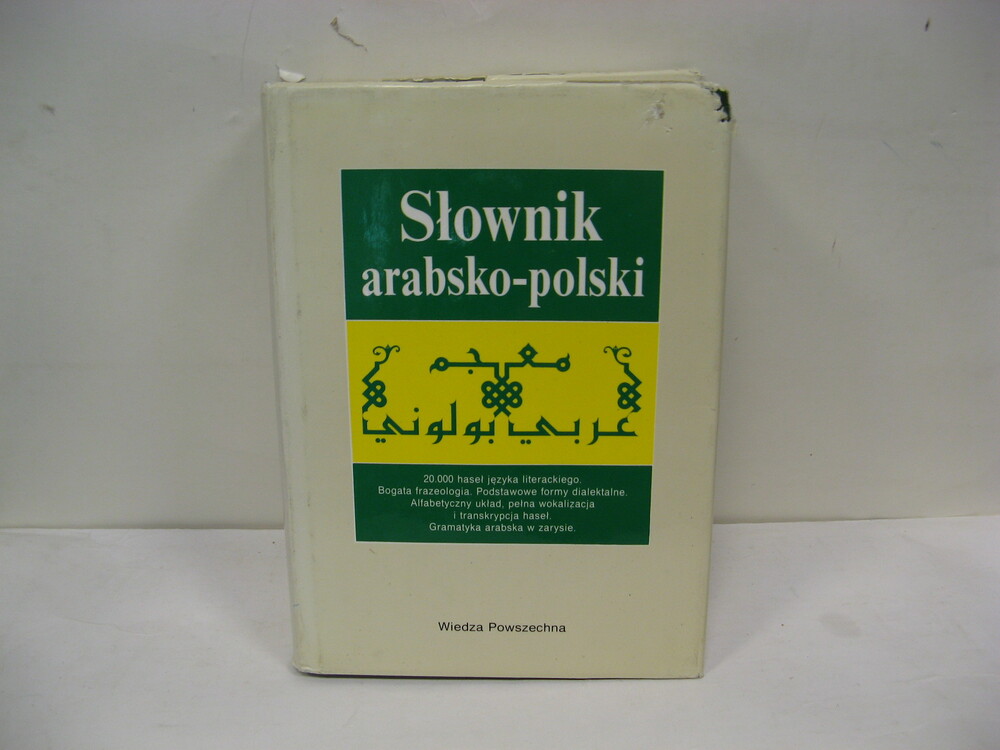 Słownik
arabsko-polski
معجم
عربي بولوني
20.000 haseł języka literackiego.
Bogata frazeologia. Podstawowe formy dialektalne.
Alfabetyczny układ, pełna wokalizacja
i transkrypcja haseł.
Gramatyka arabska w zarysie.
Wiedza Powszechna